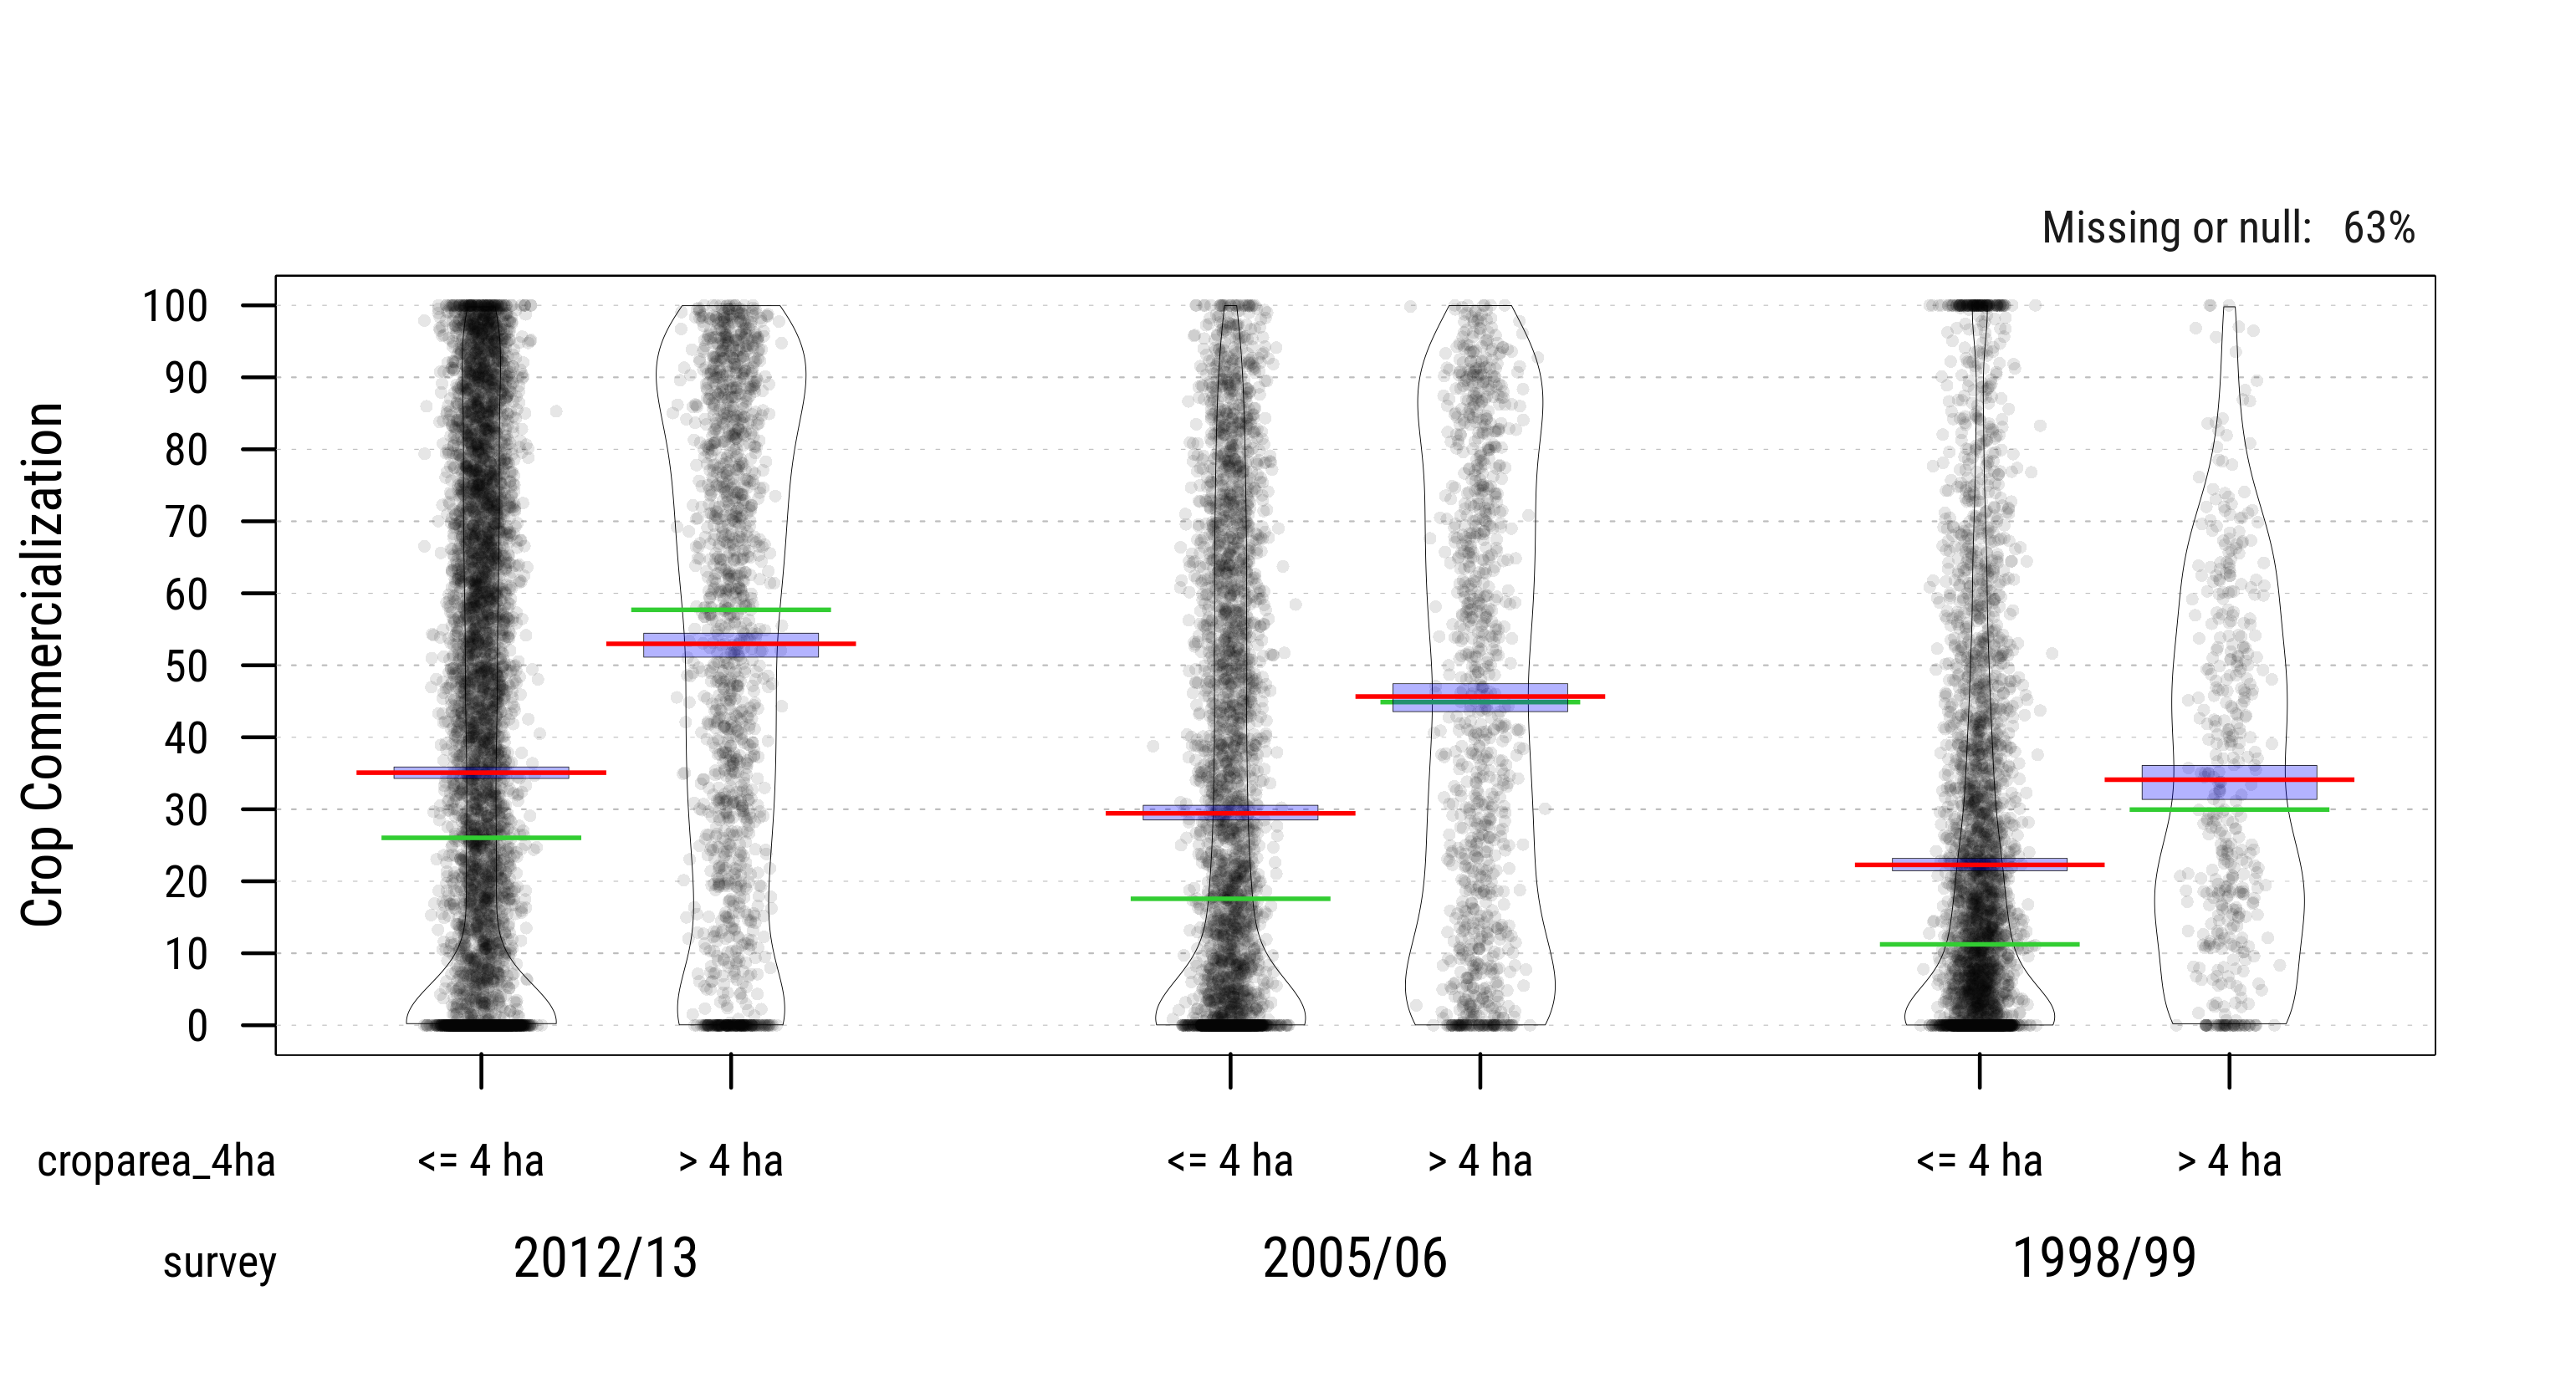 Missing or null: 63%
Crop Commercialization
100
90
80
70
60
50
40
30
20
10
0
croparea_4ha <= 4 ha > 4 ha <= 4 ha > 4 ha <= 4 ha > 4 ha
survey 2012/13 2005/06 1998/99